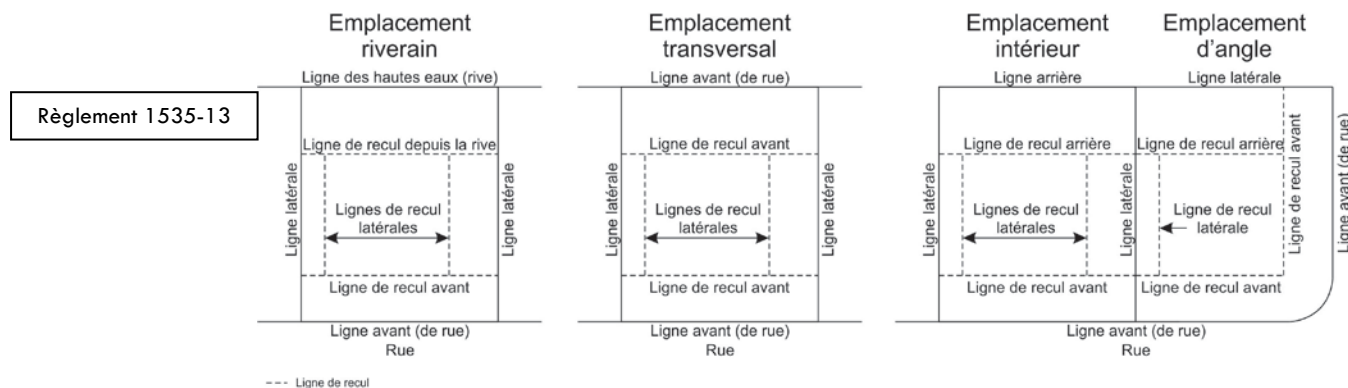 Emplacement
riverain
Emplacement
transversal
Emplacement
intérieur
Emplacement
d'angle
Règlement 1535-13
Ligne des hautes eaux (rive)
Ligne de recul depuis la rive
Ligne latérale
Lignes de recul
latérales
Ligne latérale
Ligne de recul avant
Ligne avant (de rue)
Rue
Ligne avant (de rue)
Ligne de recul avant
Ligne latérale
Lignes de recul
latérales
Ligne latérale
Ligne de recul avant
Ligne avant (de rue)
Rue
Ligne arrière
Ligne de recul arrière
Ligne latérale
Lignes de recul
latérales
Ligne latérale
Ligne de recul avant
Ligne latérale
Ligne de recul arrière
Ligne de recul
latérale
Ligne de recul avant
Ligne avant (de rue)
Ligne de recul avant
Ligne avant (de rue)
Rue
Ligne de recul